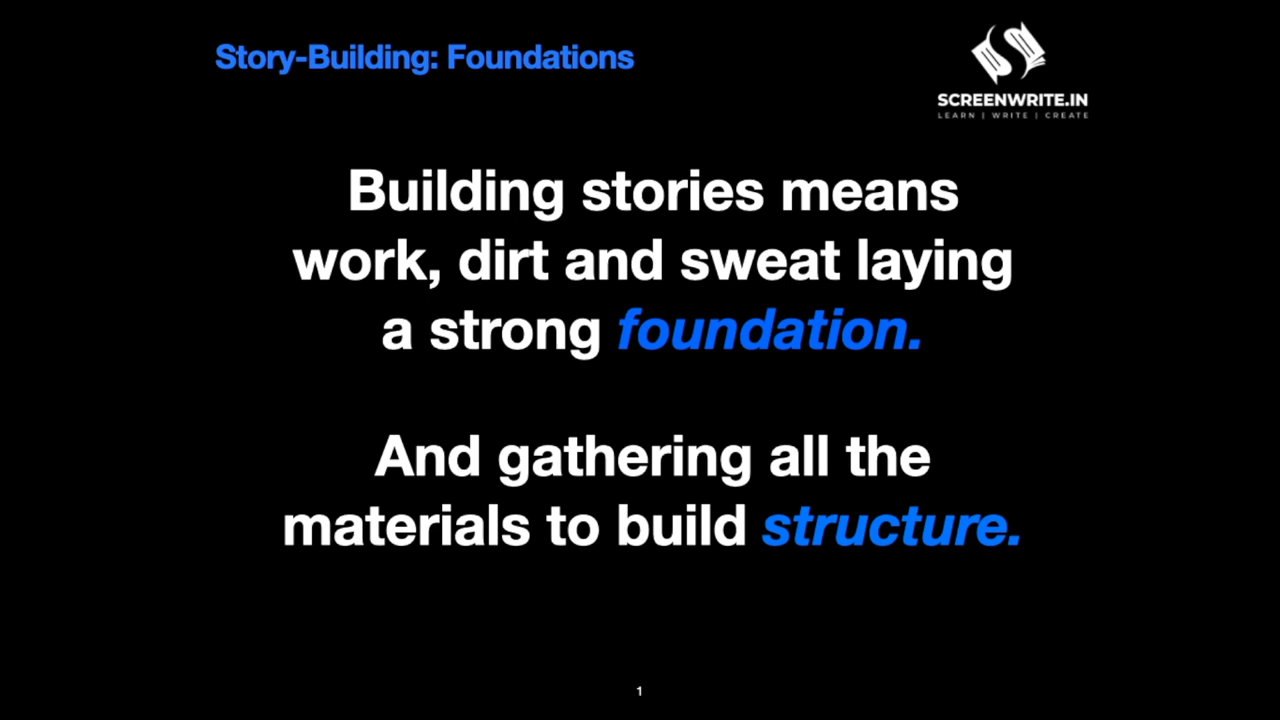 Story-Building: Foundations
SCREENWRITE.IN
LEARN | WRITE | CREATE
Building stories means
work, dirt and sweat laying
a strong foundation.
And gathering all the
materials to build structure.
1